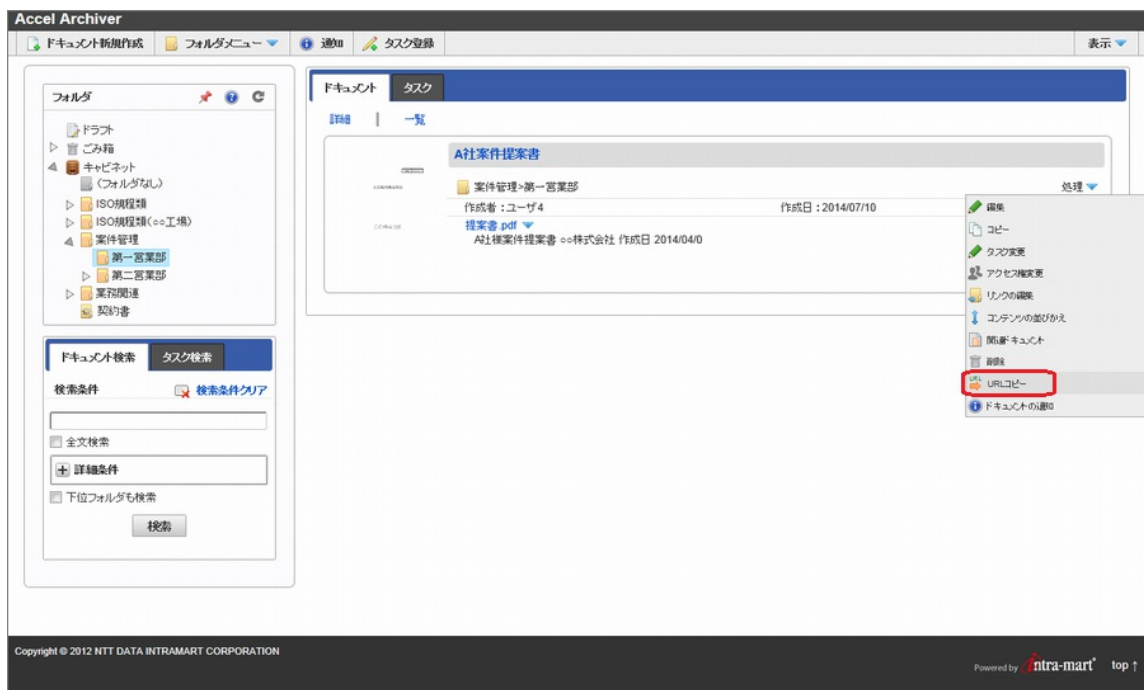 Accel Archiver
ドキュメント新規作成 フォルダメニュー 通知 タスク登録 表示
フォルダ
ドラフト
ごみ箱
キャビネット
(フォルダなし)
ISO規程類
ISO規程類(○○工場)
案件管理
第一営業部
第二営業部
業務関連
契約書
ドキュメント検索 タスク検索
検索条件 検索条件クリア
全文検索
詳細条件
下位フォルダも検索
検索
ドキュメント タスク
詳細 | 一覧
A社案件提案書
案件管理>第一営業部 処理
作成者:ユーザ4 作成日:2014/07/10
提案書.pdf
A社様案件提案書 ○○株式会社 作成日 2014/04/0
編集
コピー
タスク変更
アクセス権変更
リンクの編集
コンテンツの並びかえ
関連ドキュメント
削除
URLコピー
ドキュメントの通知
Copyright © 2012 NTT DATA INTRAMART CORPORATION
Powered by intra-mart top ↑